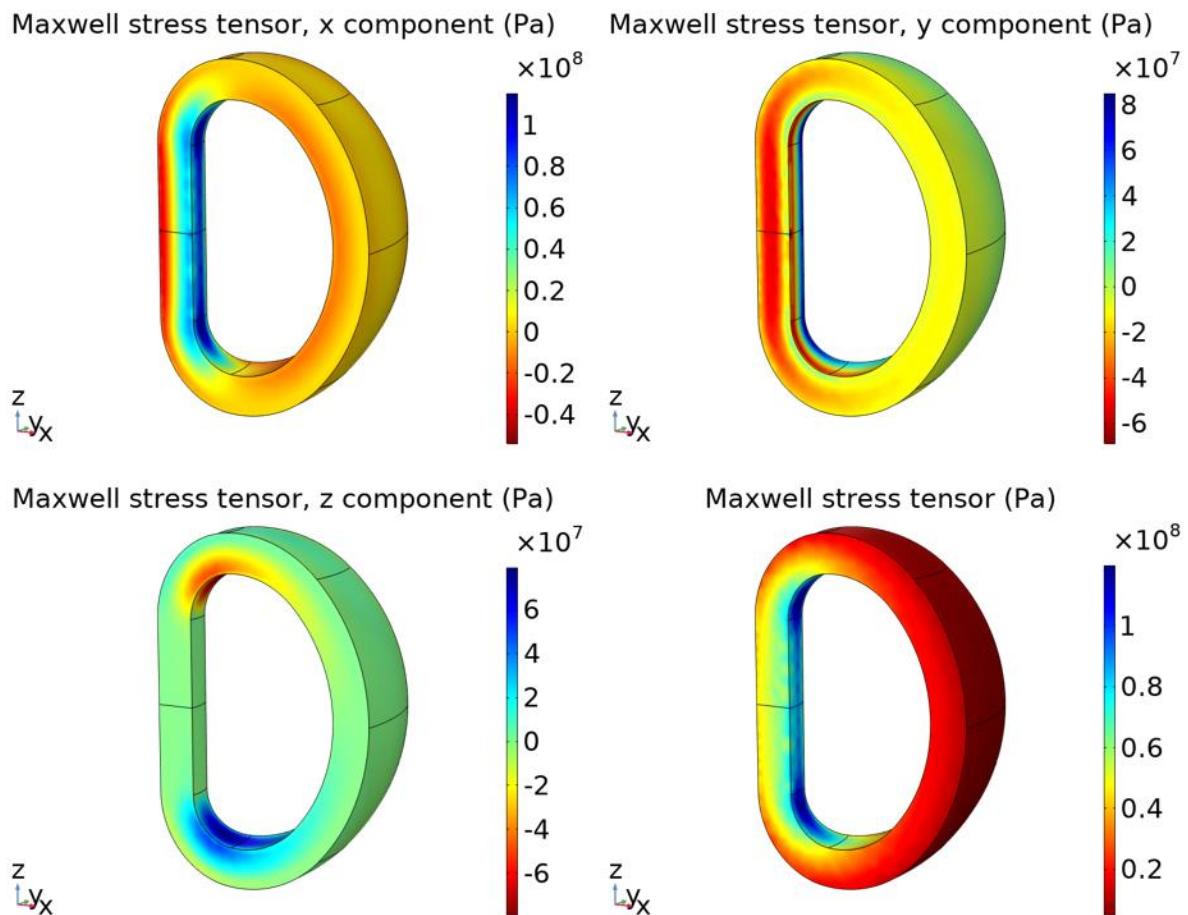 Maxwell stress tensor, x component (Pa)
×10⁸
1
0.8
0.6
0.4
0.2
0
-0.2
-0.4
z
y
x
Maxwell stress tensor, y component (Pa)
×10⁷
8
6
4
2
0
-2
-4
-6
z
y
x
Maxwell stress tensor, z component (Pa)
×10⁷
6
4
2
0
-2
-4
-6
z
y
x
Maxwell stress tensor (Pa)
×10⁸
1
0.8
0.6
0.4
0.2
z
y
x